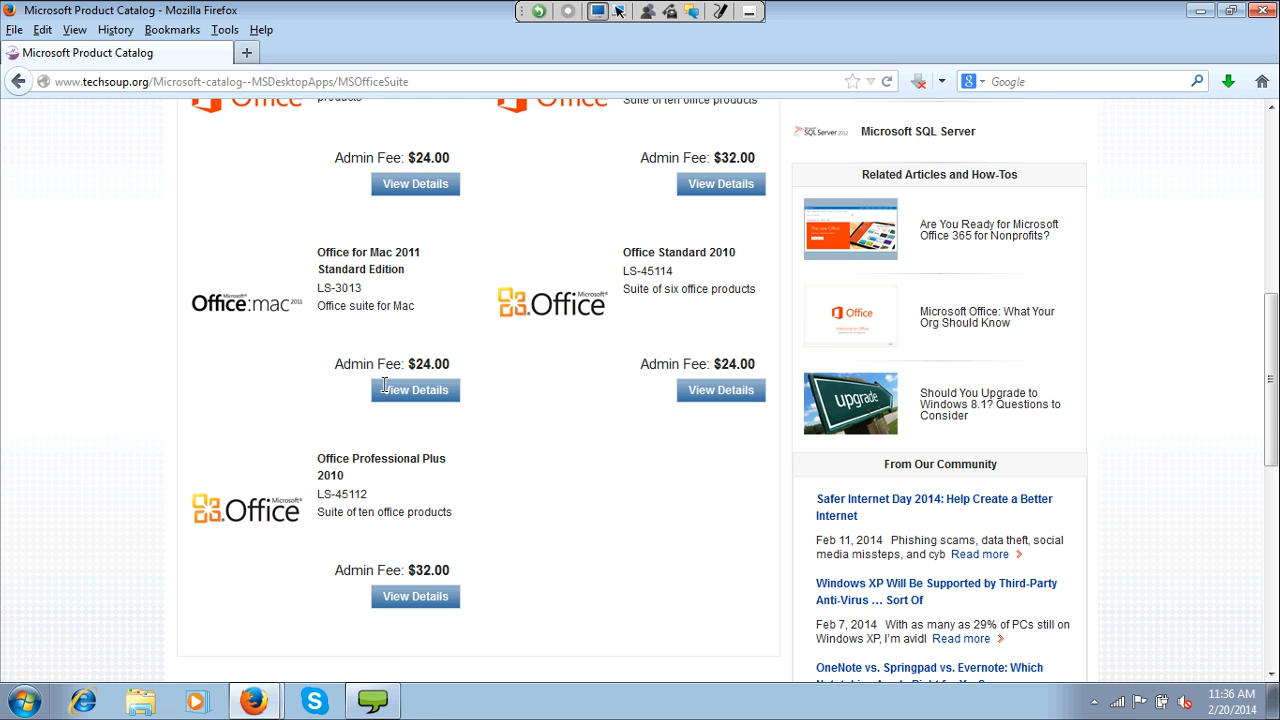 Microsoft Product Catalog - Mozilla Firefox
File Edit View History Bookmarks Tools Help
Microsoft Product Catalog
www.techsoup.org/Microsoft-catalog--MSDesktopApps/MSOfficeSuite
Google
Office products
Office Suite of ten office products
Admin Fee: $24.00
View Details
Admin Fee: $32.00
View Details
Office for Mac 2011
Standard Edition
LS-3013
Office suite for Mac
Microsoft® Office:mac 2011
Admin Fee: $24.00
View Details
Office Standard 2010
LS-45114
Suite of six office products
Microsoft® Office
Admin Fee: $24.00
View Details
Office Professional Plus
2010
LS-45112
Suite of ten office products
Microsoft® Office
Admin Fee: $32.00
View Details
Microsoft SQL Server 2012
Microsoft SQL Server
Related Articles and How-Tos
Are You Ready for Microsoft
Office 365 for Nonprofits?
Office
Microsoft Office: What Your
Org Should Know
upgrade
Should You Upgrade to
Windows 8.1? Questions to
Consider
From Our Community
Safer Internet Day 2014: Help Create a Better
Internet
Feb 11, 2014 Phishing scams, data theft, social
media missteps, and cyb Read more
Windows XP Will Be Supported by Third-Party
Anti-Virus … Sort Of
Feb 7, 2014 With as many as 29% of PCs still on
Windows XP, I'm avidl Read more
OneNote vs. Springpad vs. Evernote: Which
11:36 AM
2/20/2014